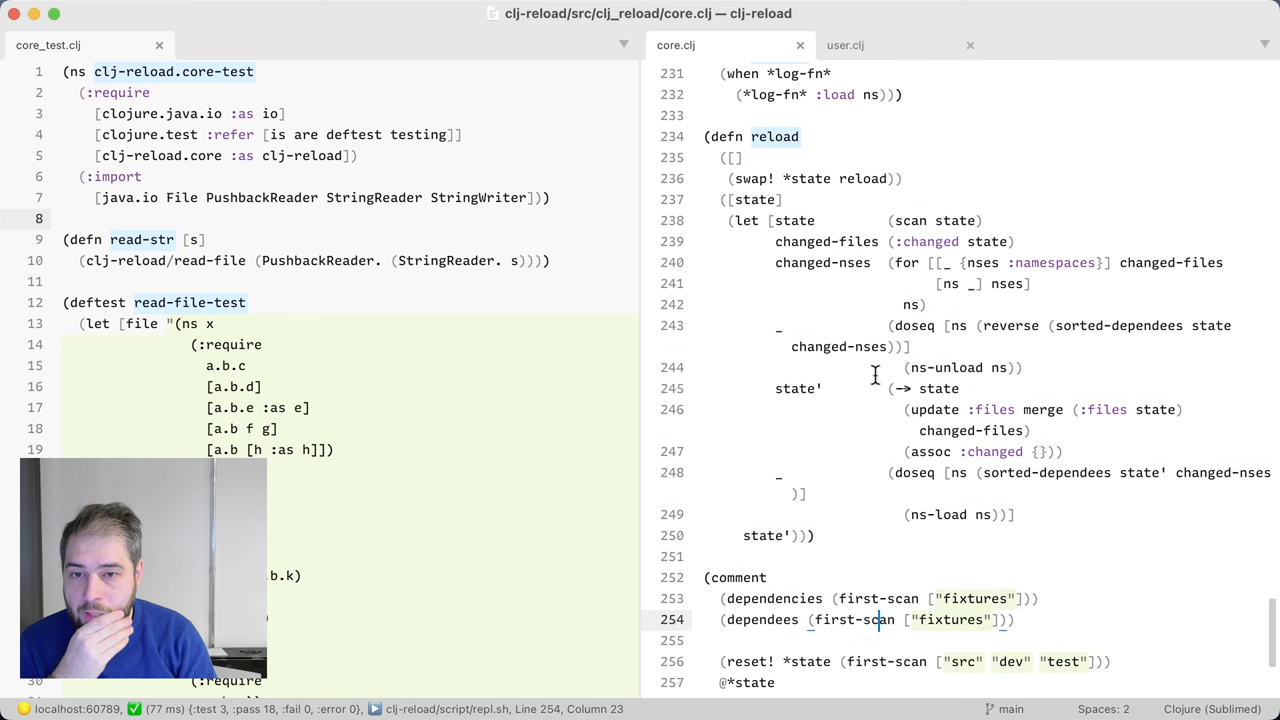 clj-reload/src/clj_reload/core.clj — clj-reload
core_test.clj
core.clj
user.clj
1 (ns clj-reload.core-test
2 (:require
3 [clojure.java.io :as io]
4 [clojure.test :refer [is are deftest testing]]
5 [clj-reload.core :as clj-reload])
6 (:import
7 [java.io File PushbackReader StringReader StringWriter]))
8
9 (defn read-str [s]
10 (clj-reload/read-file (PushbackReader. (StringReader. s))))
11
12 (deftest read-file-test
13 (let [file "(ns x
14 (:require
15 a.b.c
16 [a.b.d]
17 [a.b.e :as e]
18 [a.b f g]
19 [a.b [h :as h]])
b.k)
(:require
231 (when *log-fn*
232 (*log-fn* :load ns)))
233
234 (defn reload
235 ([]
236 (swap! *state reload))
237 ([state]
238 (let [state (scan state)
239 changed-files (:changed state)
240 changed-nses (for [[_ {nses :namespaces}] changed-files
241 [ns _] nses]
242 ns)
243 _ (doseq [ns (reverse (sorted-dependees state
changed-nses))]
244 (ns-unload ns))
245 state' (-> state
246 (update :files merge (:files state)
changed-files)
247 (assoc :changed {}))
248 _ (doseq [ns (sorted-dependees state' changed-nses
)]
249 (ns-load ns))]
250 state')))
251
252 (comment
253 (dependencies (first-scan ["fixtures"]))
254 (dependees (first-scan ["fixtures"]))
255
256 (reset! *state (first-scan ["src" "dev" "test"]))
257 @*state
localhost:60789, ✅ (77 ms) {:test 3, :pass 18, :fail 0, :error 0}, ▶ clj-reload/script/repl.sh, Line 254, Column 23
main
Spaces: 2
Clojure (Sublimed)